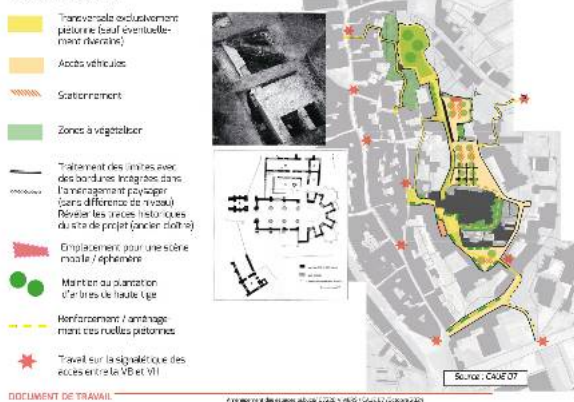 Transversale exclusivement
piétonne (sauf éventuelle-
ment riverains)
Accès véhicules
Stationnement
Zones à végétaliser
Traitement des limites avec
des bordures intégrées dans
l'aménagement paysager
(sans différence de niveau)
Révéler les traces historiques
du site de projet (ancien cloître)
Emplacement pour une scène
mobile / éphémère
Maintien ou plantation
d'arbres de haute tige
Renforcement / aménage-
ment des ruelles piétonnes
Travail sur la signalétique des
accès entre la VB et VH
Source : CAUE 07
DOCUMENT DE TRAVAIL